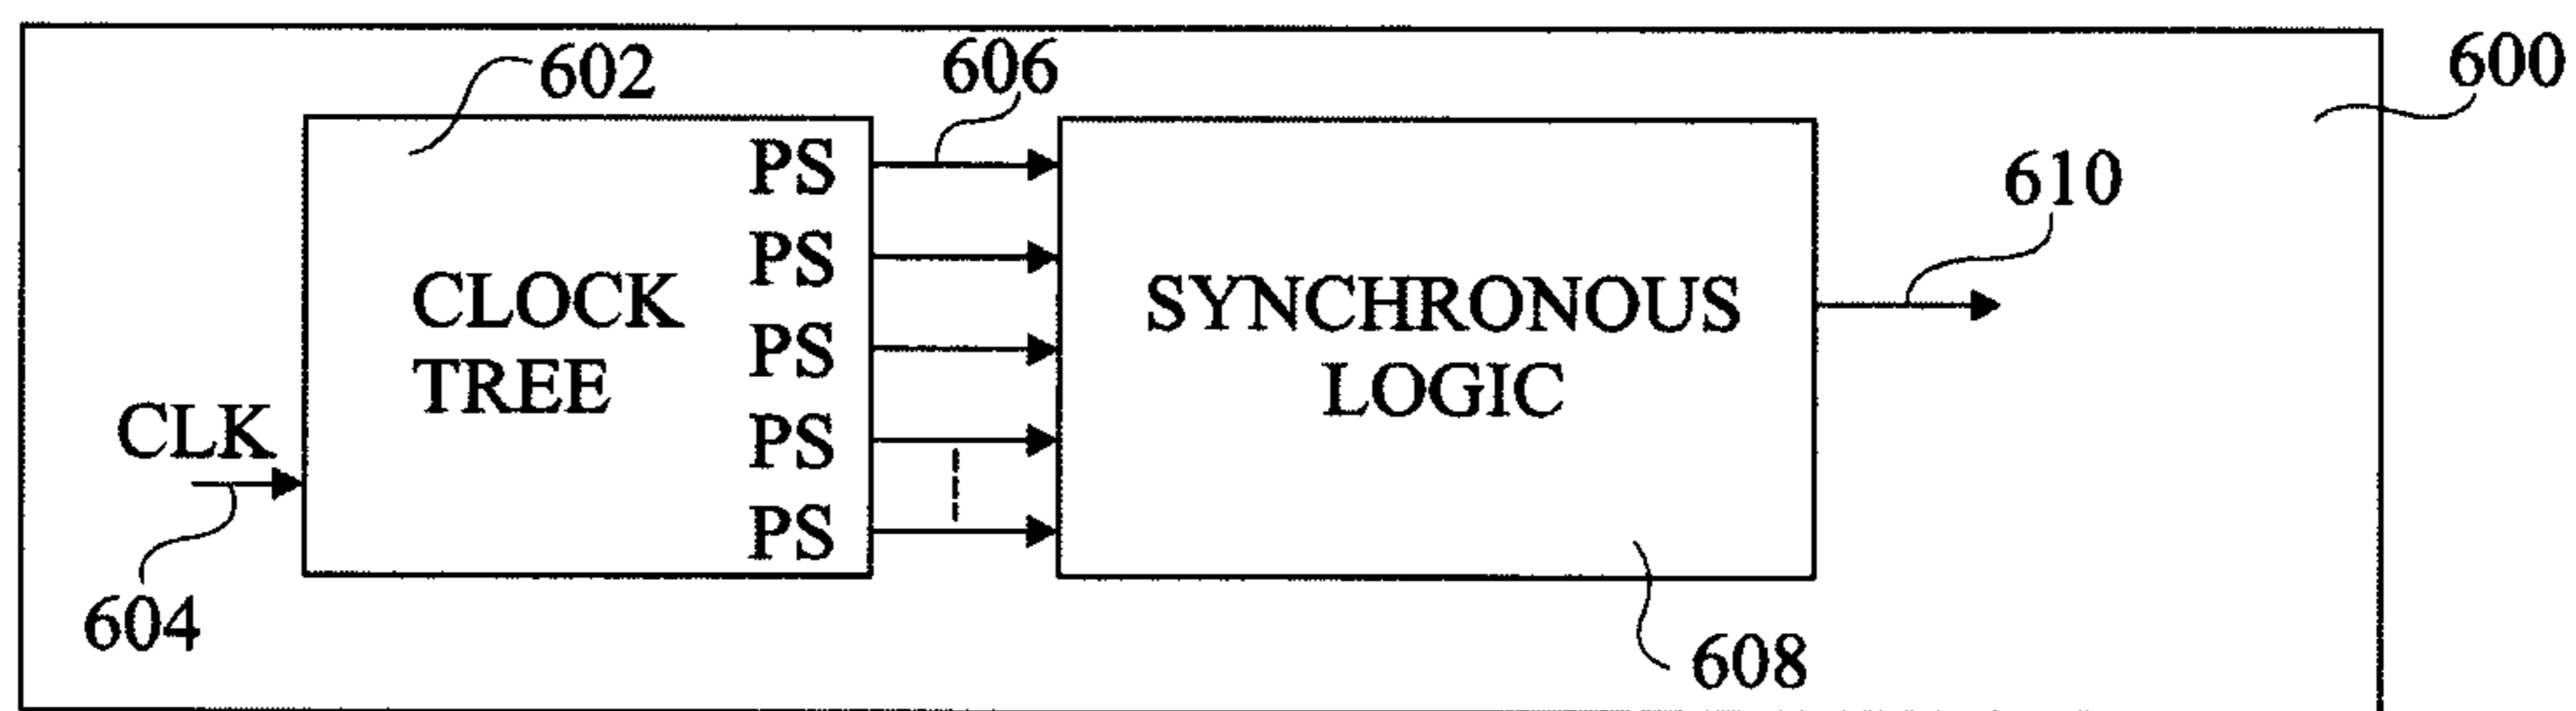 600
602
606
PS
610
PS
CLOCK
TREE
SYNCHRONOUS
LOGIC
PS
CLK
PS
PS
604
608